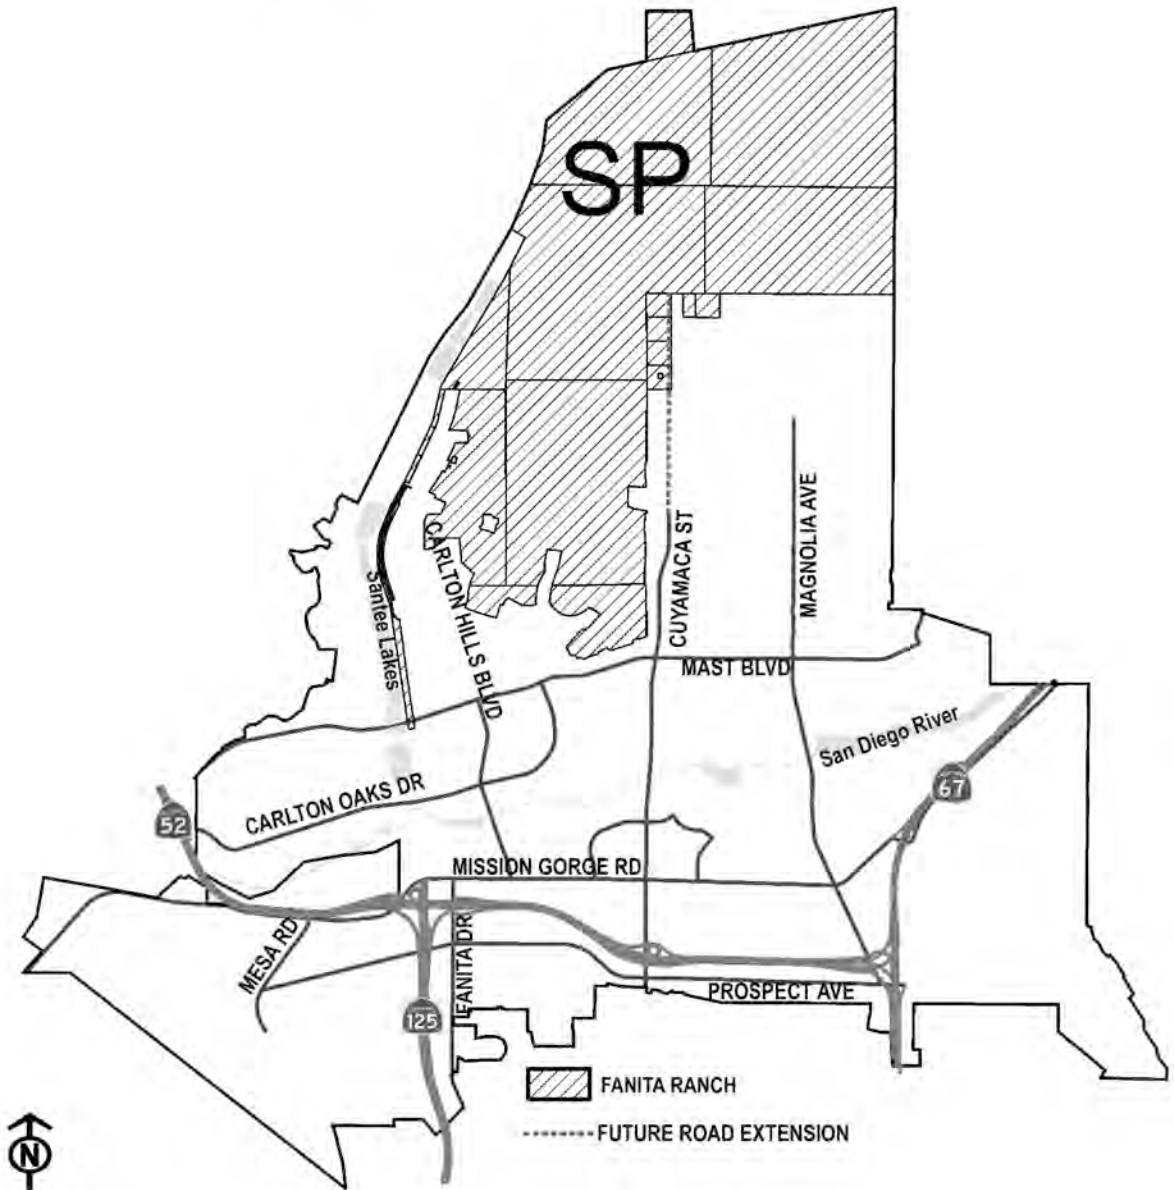 SP
CUYAMACA ST
MAGNOLIA AVE
CARLTON HILLS BLVD
Santee Lakes
MAST BLVD
San Diego River
67
CARLTON OAKS DR
52
MISSION GORGE RD
MESA RD
FANITA DR
PROSPECT AVE
125
FANITA RANCH
FUTURE ROAD EXTENSION
N